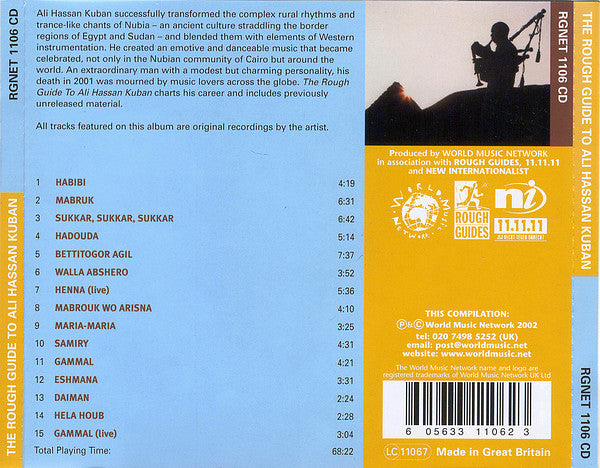 RGNET 1106 CD
THE ROUGH GUIDE TO ALI HASSAN KUBAN
Ali Hassan Kuban successfully transformed the complex rural rhythms and
trance-like chants of Nubia – an ancient culture straddling the border
regions of Egypt and Sudan – and blended them with elements of Western
instrumentation. He created an emotive and danceable music that became
celebrated, not only in the Nubian community of Cairo but around the
world. An extraordinary man with a modest but charming personality, his
death in 2001 was mourned by music lovers across the globe. The Rough
Guide To Ali Hassan Kuban charts his career and includes previously
unreleased material.
All tracks featured on this album are original recordings by the artist.
1 HABIBI 4:19
2 MABRUK 6:31
3 SUKKAR, SUKKAR, SUKKAR 6:42
4 HADOUDA 5:14
5 BETTITOGOR AGIL 7:37
6 WALLA ABSHERO 3:52
7 HENNA (live) 5:36
8 MABROUK WO ARISNA 4:10
9 MARIA-MARIA 3:25
10 SAMIRY 4:31
11 GAMMAL 4:21
12 ESHMANA 3:31
13 DAIMAN 3:24
14 HELA HOUB 2:28
15 GAMMAL (live) 3:04
Total Playing Time: 68:22
RGNET 1106 CD
Produced by WORLD MUSIC NETWORK
in association with ROUGH GUIDES, 11.11.11
and NEW INTERNATIONALIST
WORLD MUSIC NETWORK
ROUGH
GUIDES
ni
11.11.11
THIS COMPILATION:
Ⓟ&© World Music Network 2002
tel: 020 7498 5252 (UK)
email: post@worldmusic.net
website: www.worldmusic.net
The World Music Network name and logo are
registered trademarks of World Music Network UK Ltd
6 05633 11062 3
LC 11067 Made in Great Britain
THE ROUGH GUIDE TO ALI HASSAN KUBAN
RGNET 1106 CD